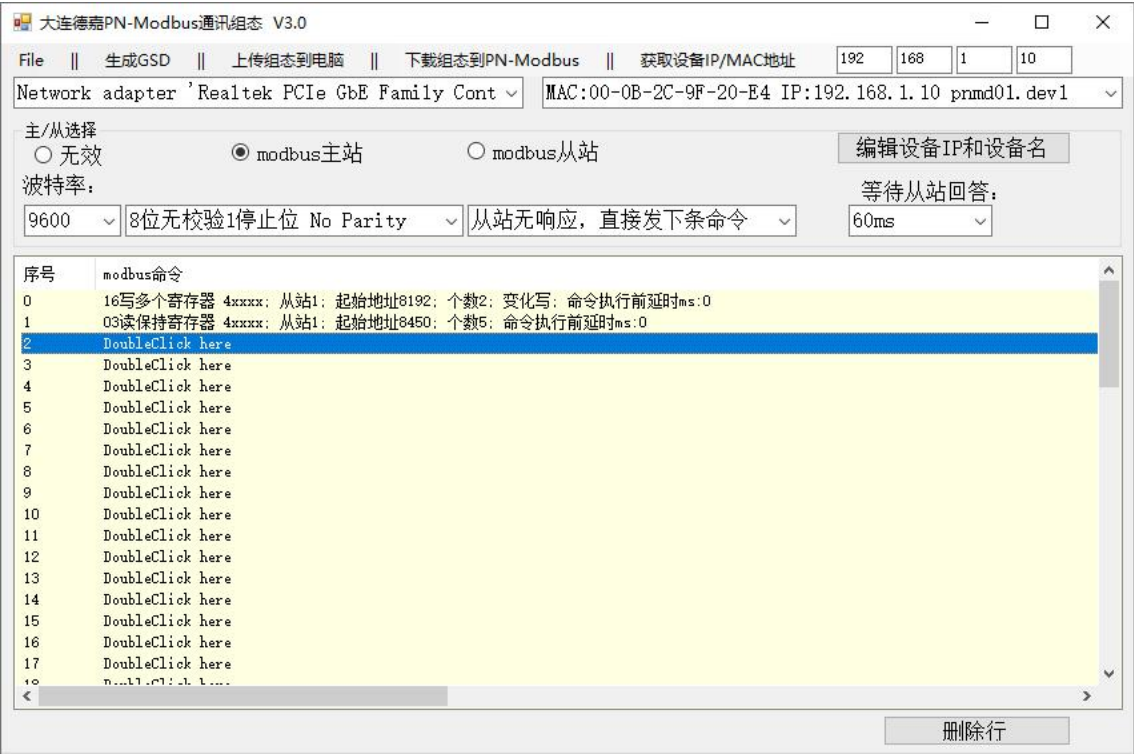 大连德嘉PN-Modbus通讯组态 V3.0
File || 生成GSD || 上传组态到电脑 || 下载组态到PN-Modbus || 获取设备IP/MAC地址 192 168 1 10
Network adapter 'Realtek PCIe GbE Family Cont MAC:00-0B-2C-9F-20-E4 IP:192.168.1.10 pnmd01.dev1
主/从选择
无效 modbus主站 modbus从站 编辑设备IP和设备名
波特率: 等待从站回答:
9600 8位无校验1停止位 No Parity 从站无响应，直接发下条命令 60ms
序号 modbus命令
0 16写多个寄存器 4xxxx; 从站1; 起始地址8192; 个数2; 变化写; 命令执行前延时ms:0
1 03读保持寄存器 4xxxx; 从站1; 起始地址8450; 个数5; 命令执行前延时ms:0
2 DoubleClick here
3 DoubleClick here
4 DoubleClick here
5 DoubleClick here
6 DoubleClick here
7 DoubleClick here
8 DoubleClick here
9 DoubleClick here
10 DoubleClick here
11 DoubleClick here
12 DoubleClick here
13 DoubleClick here
14 DoubleClick here
15 DoubleClick here
16 DoubleClick here
17 DoubleClick here
18 DoubleClick here
删除行